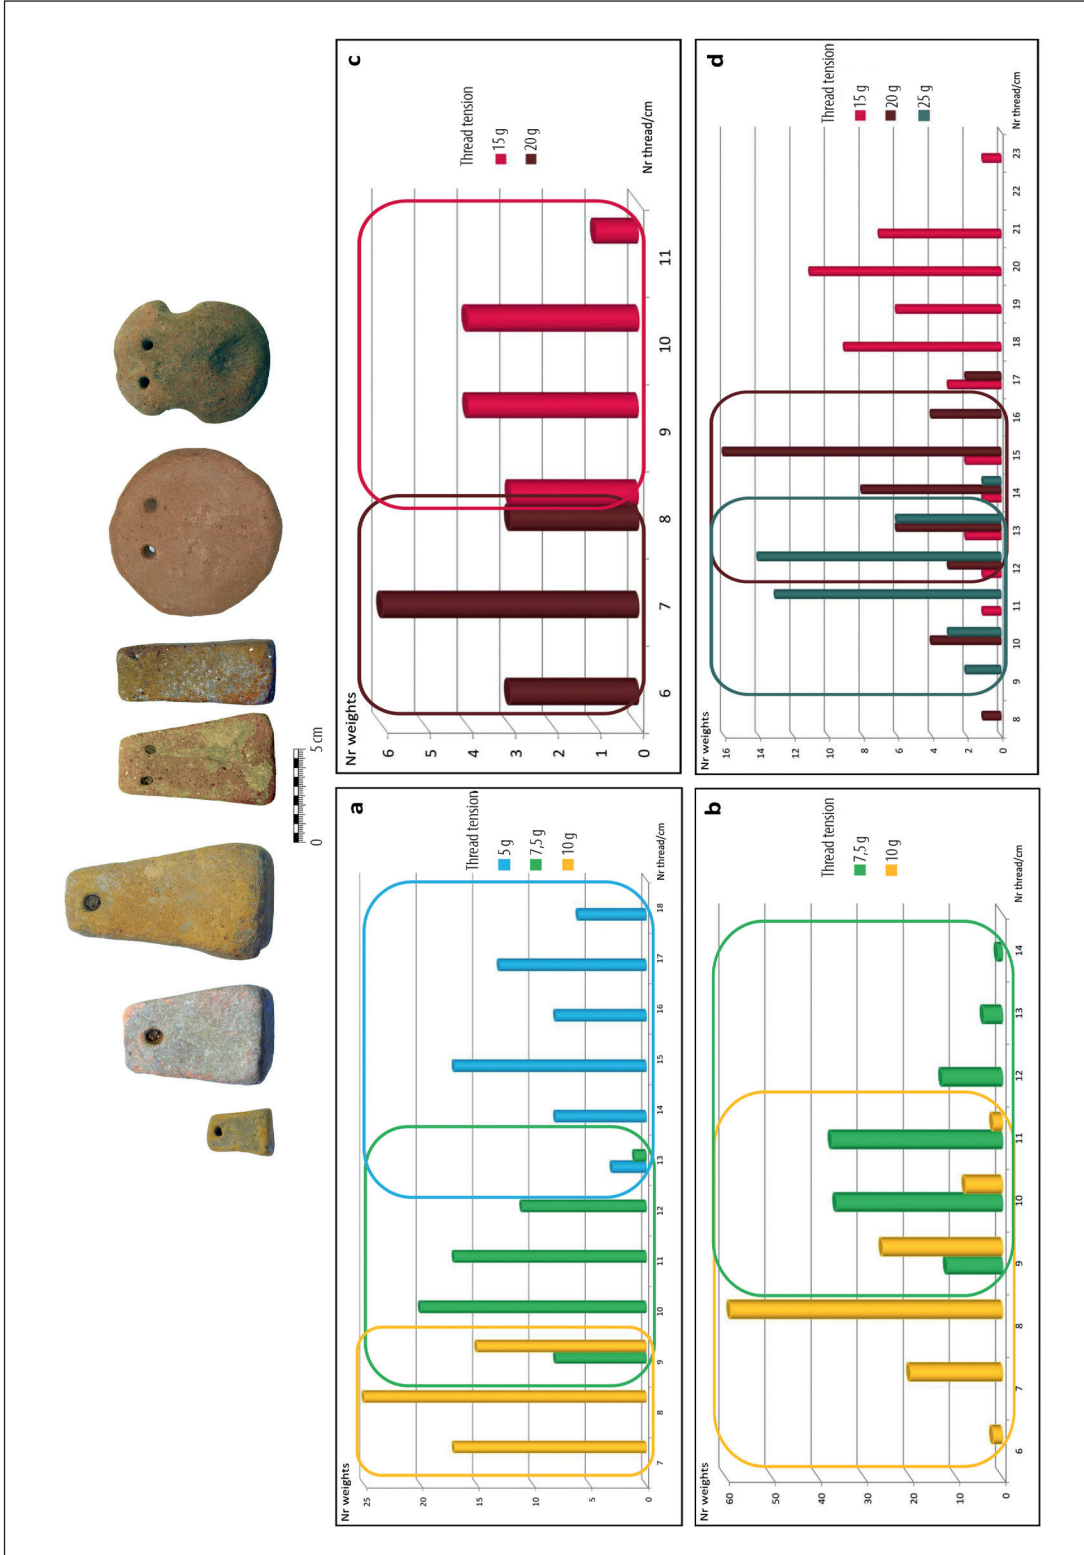 0 5 cm
a
Nr weights
25
20
15
10
5
0
7 8 9 10 11 12 13 14 15 16 17 18
Nr thread/cm
Thread tension
5 g
7,5 g
10 g
c
Nr weights
6
5
4
3
2
1
0
6 7 8 9 10 11
Nr thread/cm
Thread tension
15 g
20 g
b
Nr weights
60
50
40
30
20
10
0
6 7 8 9 10 11 12 13 14
Nr thread/cm
Thread tension
7,5 g
10 g
d
Nr weights
16
14
12
10
8
6
4
2
0
8 9 10 11 12 13 14 15 16 17 18 19 20 21 22 23
Nr thread/cm
Thread tension
15 g
20 g
25 g